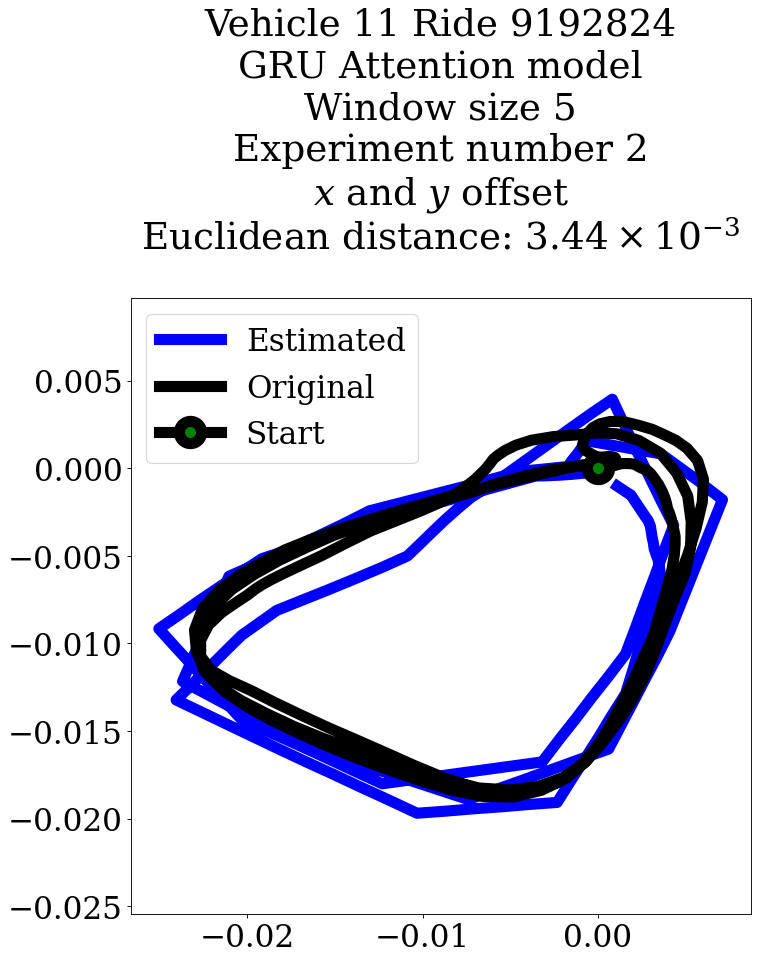 Vehicle 11 Ride 9192824
GRU Attention model
Window size 5
Experiment number 2
x and y offset
Euclidean distance: 3.44 × 10⁻³
Estimated
Original
Start
0.005
0.000
−0.005
−0.010
−0.015
−0.020
−0.025
−0.02
−0.01
0.00